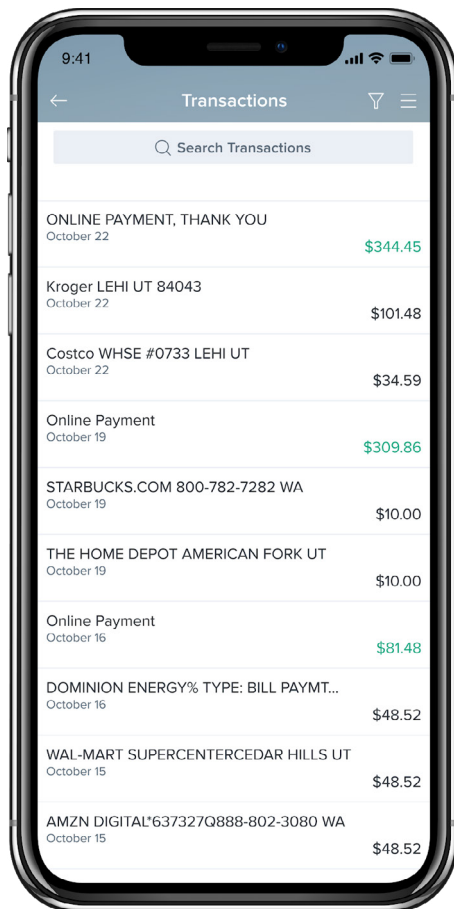 9:41
Transactions
Search Transactions
ONLINE PAYMENT, THANK YOU
October 22
$344.45
Kroger LEHI UT 84043
October 22
$101.48
Costco WHSE #0733 LEHI UT
October 22
$34.59
Online Payment
October 19
$309.86
STARBUCKS.COM 800-782-7282 WA
October 19
$10.00
THE HOME DEPOT AMERICAN FORK UT
October 19
$10.00
Online Payment
October 16
$81.48
DOMINION ENERGY% TYPE: BILL PAYMT...
October 16
$48.52
WAL-MART SUPERCENTERCEDAR HILLS UT
October 15
$48.52
AMZN DIGITAL*637327Q888-802-3080 WA
October 15
$48.52